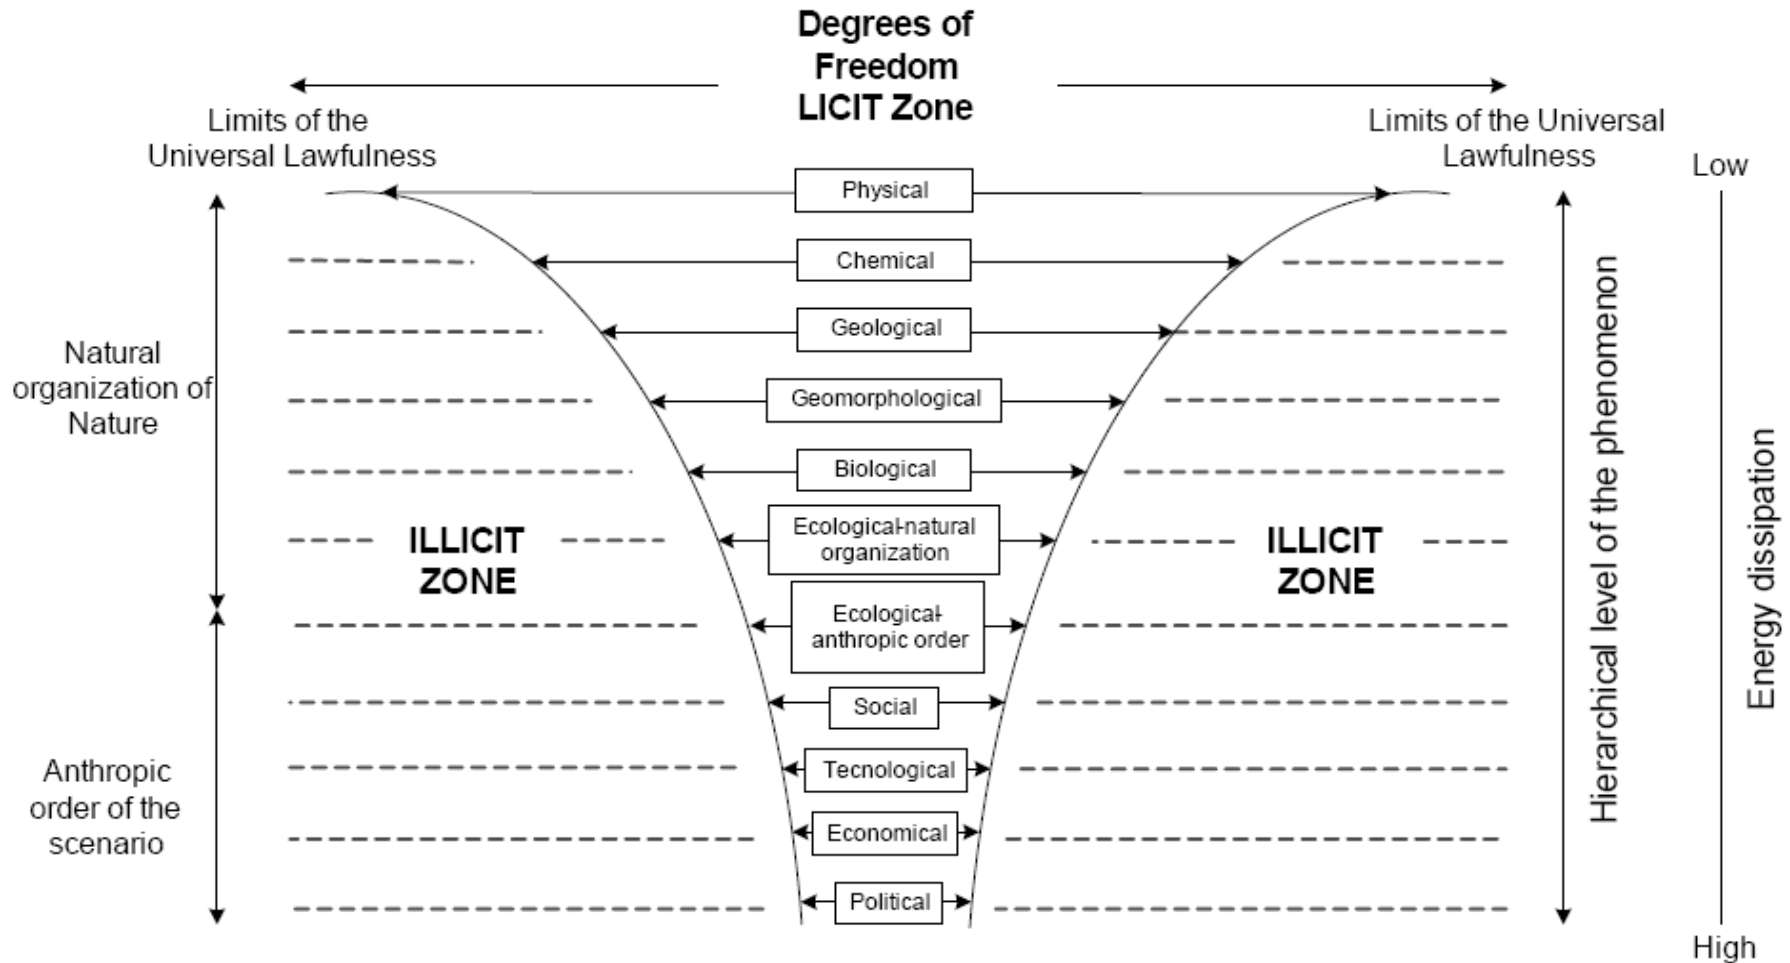 Degrees of
Freedom
LICIT Zone
Limits of the
Universal Lawfulness
Limits of the Universal
Lawfulness
Low
Physical
Chemical
Geological
Natural
organization of
Nature
Geomorphological
Biological
Ecological-natural
organization
ILLICIT
ZONE
ILLICIT
ZONE
Ecological-
anthropic order
Social
Tecnological
Anthropic
order of the
scenario
Economical
Political
Hierarchical level of the phenomenon
Energy dissipation
High